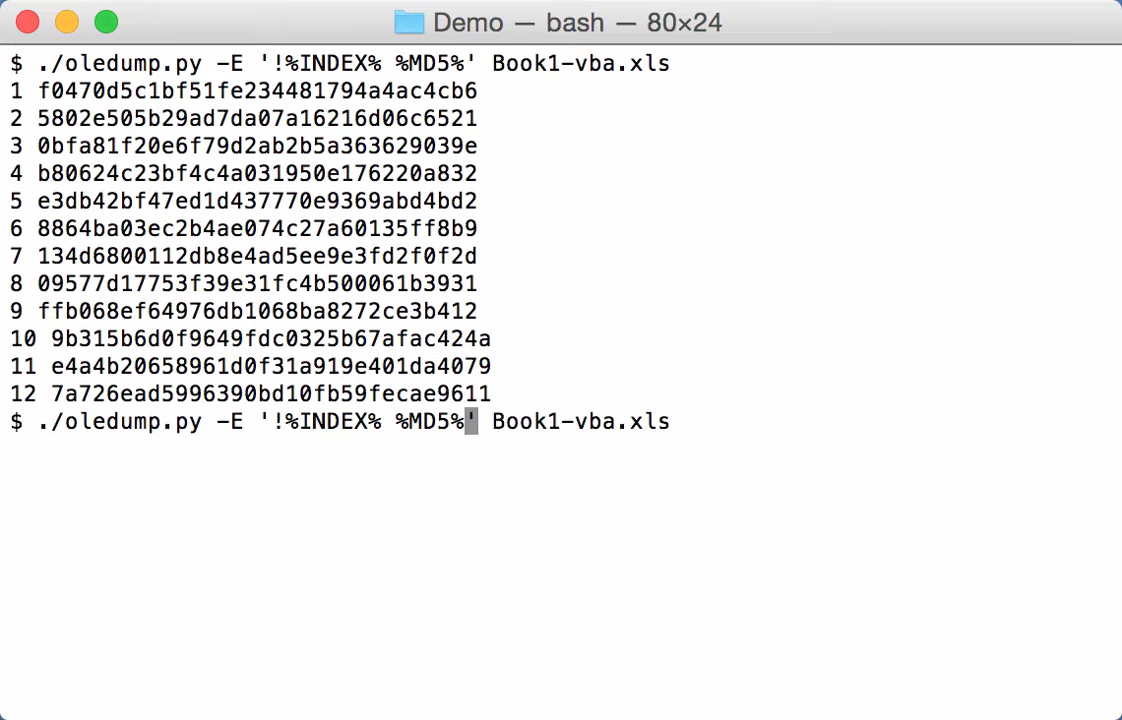 Demo — bash — 80×24
$ ./oledump.py -E '!%INDEX% %MD5%' Book1-vba.xls
1 f0470d5c1bf51fe234481794a4ac4cb6
2 5802e505b29ad7da07a16216d06c6521
3 0bfa81f20e6f79d2ab2b5a363629039e
4 b80624c23bf4c4a031950e176220a832
5 e3db42bf47ed1d437770e9369abd4bd2
6 8864ba03ec2b4ae074c27a60135ff8b9
7 134d6800112db8e4ad5ee9e3fd2f0f2d
8 09577d17753f39e31fc4b500061b3931
9 ffb068ef64976db1068ba8272ce3b412
10 9b315b6d0f9649fdc0325b67afac424a
11 e4a4b20658961d0f31a919e401da4079
12 7a726ead5996390bd10fb59fecae9611
$ ./oledump.py -E '!%INDEX% %MD5%' Book1-vba.xls